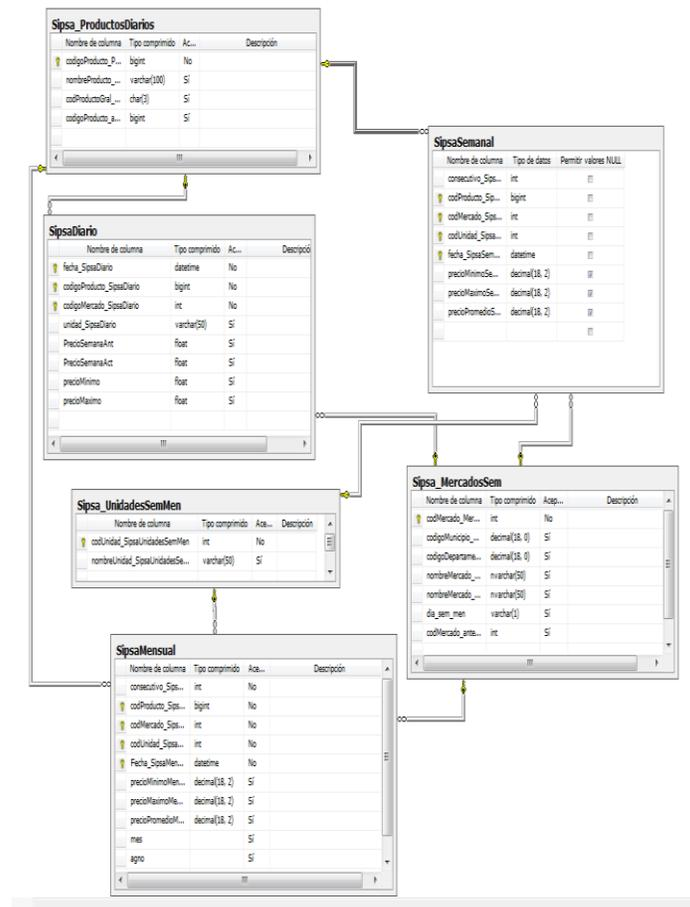 Sipsa_ProductosDiarios
Nombre de columna Tipo comprimido Ac... Descripción
codigoProducto_P... bigint No
nombreProducto_... varchar(100) Sí
codProductoGral_... char(3) Sí
codigoProducto_a... bigint Sí
SipsaSemanal
Nombre de columna Tipo de datos Permitir valores NULL
consecutivo_Sips... int
codProducto_Sip... bigint
codMercado_Sips... int
codUnidad_Sipsa... int
fecha_SipsaSem... datetime
precioMinimoSe... decimal(18, 2)
precioMaximoSe... decimal(18, 2)
precioPromedioS... decimal(18, 2)
SipsaDiario
Nombre de columna Tipo comprimido Ac... Descripció
fecha_SipsaDiario datetime No
codigoProducto_SipsaDiario bigint No
codigoMercado_SipsaDiario int No
unidad_SipsaDiario varchar(50) Sí
PrecioSemanaAnt float Sí
PrecioSemanaAct float Sí
precioMinimo float Sí
precioMaximo float Sí
Sipsa_UnidadesSemMen
Nombre de columna Tipo comprimido Ace... Descripción
codUnidad_SipsaUnidadesSemMen int No
nombreUnidad_SipsaUnidadesSe... varchar(50) Sí
Sipsa_MercadosSem
Nombre de columna Tipo comprimido Acep... Descripción
codMercado_Mer... int No
codigoMunicipio_... decimal(18, 0) Sí
codigoDepartame... decimal(18, 0) Sí
nombreMercado_... nvarchar(50) Sí
nombreMercado_... nvarchar(50) Sí
dia_sem_men varchar(1) Sí
codMercado_ante... int Sí
SipsaMensual
Nombre de columna Tipo comprimido Ace... Descripción
consecutivo_Sips... int No
codProducto_Sips... bigint No
codMercado_Sips... int No
codUnidad_Sipsa... int No
Fecha_SipsaMen... datetime No
precioMinimoMen... decimal(18, 2) Sí
precioMaximoMe... decimal(18, 2) Sí
precioPromedioM... decimal(18, 2) Sí
mes Sí
agno Sí